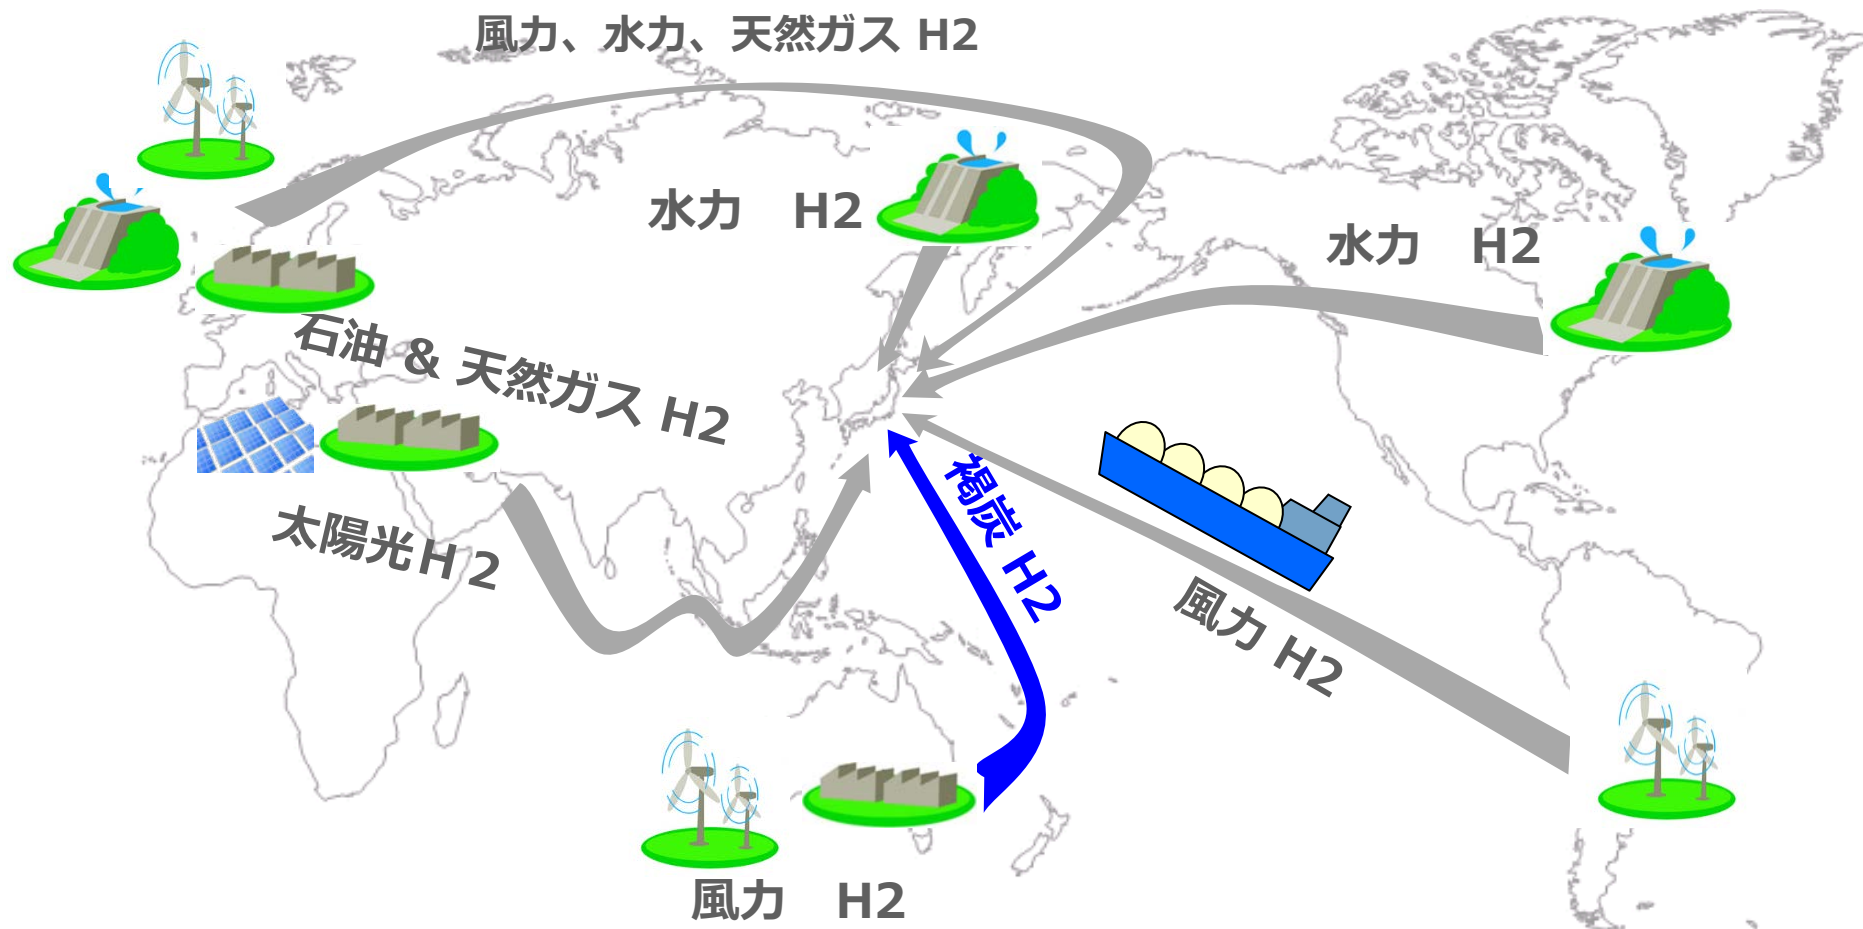 風力、水力、天然ガス H2
水力　H2
水力　H2
石油 & 天然ガス H2
太陽光Ｈ２
褐炭 H2
風力 H2
風力　H2